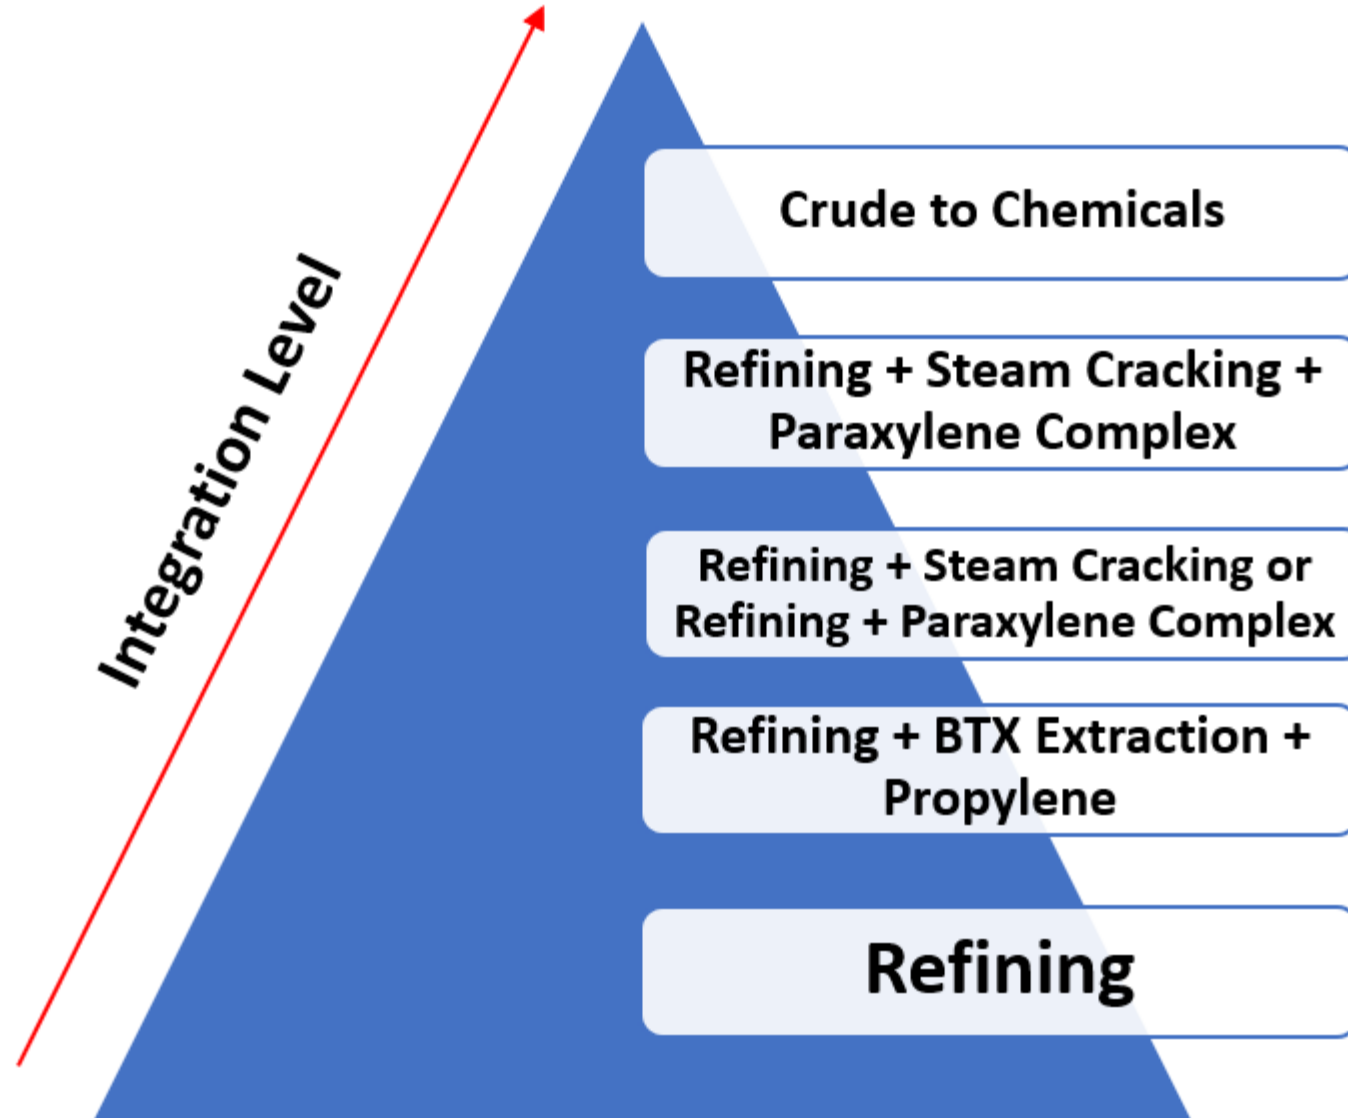 Integration Level
Crude to Chemicals
Refining + Steam Cracking +
Paraxylene Complex
Refining + Steam Cracking or
Refining + Paraxylene Complex
Refining + BTX Extraction +
Propylene
Refining